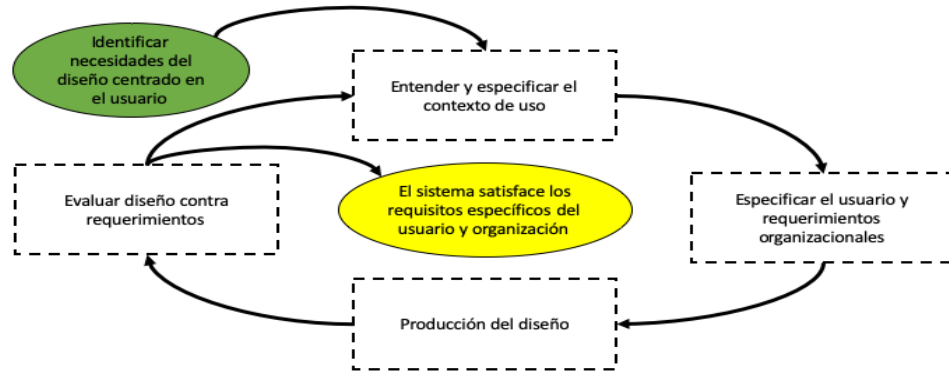 Identificar
necesidades del
diseño centrado en
el usuario
Entender y especificar el
contexto de uso
Evaluar diseño contra
requerimientos
El sistema satisface los
requisitos específicos del
usuario y organización
Especificar el usuario y
requerimientos
organizacionales
Producción del diseño